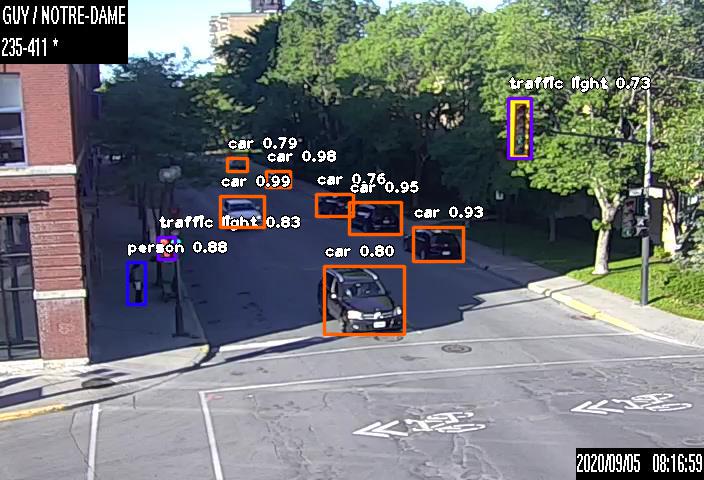 GUY / NOTRE-DAME
235-411 *
traffic light 0.73
car 0.79
car 0.98
car 0.99
car 0.76
car 0.95
car 0.93
traffic light 0.83
person 0.88
car 0.80
2020/09/05 08:16:59